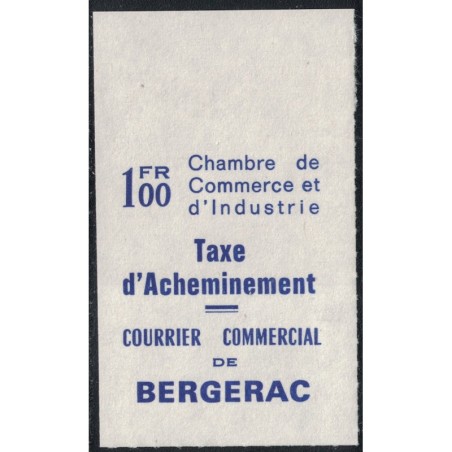 1FR00 Chambre de
Commerce et
d'Industrie
Taxe
d'Acheminement
COURRIER COMMERCIAL
DE
BERGERAC